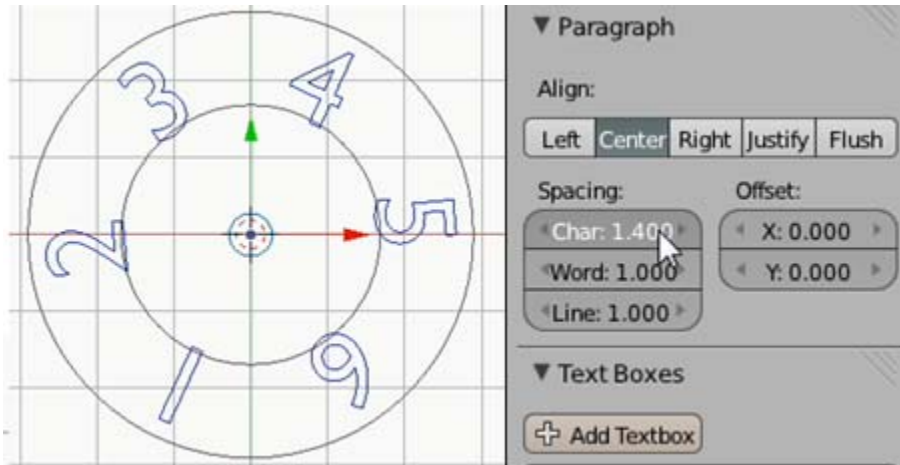 1 2 3 4 5 6
Paragraph
Align:
Left Center Right Justify Flush
Spacing: Offset:
Char: 1.400 X: 0.000
Word: 1.000 Y: 0.000
Line: 1.000
Text Boxes
Add Textbox